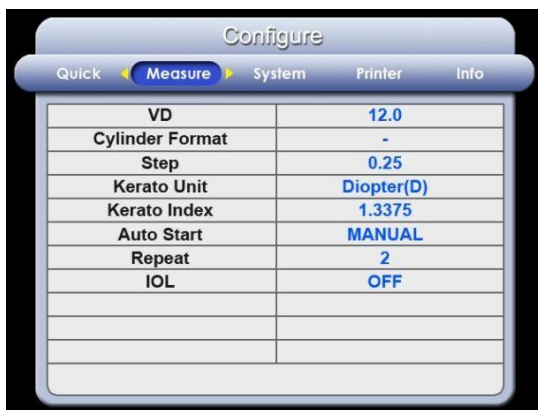 Configure
Quick Measure System Printer Info
VD 12.0
Cylinder Format -
Step 0.25
Kerato Unit Diopter(D)
Kerato Index 1.3375
Auto Start MANUAL
Repeat 2
IOL OFF